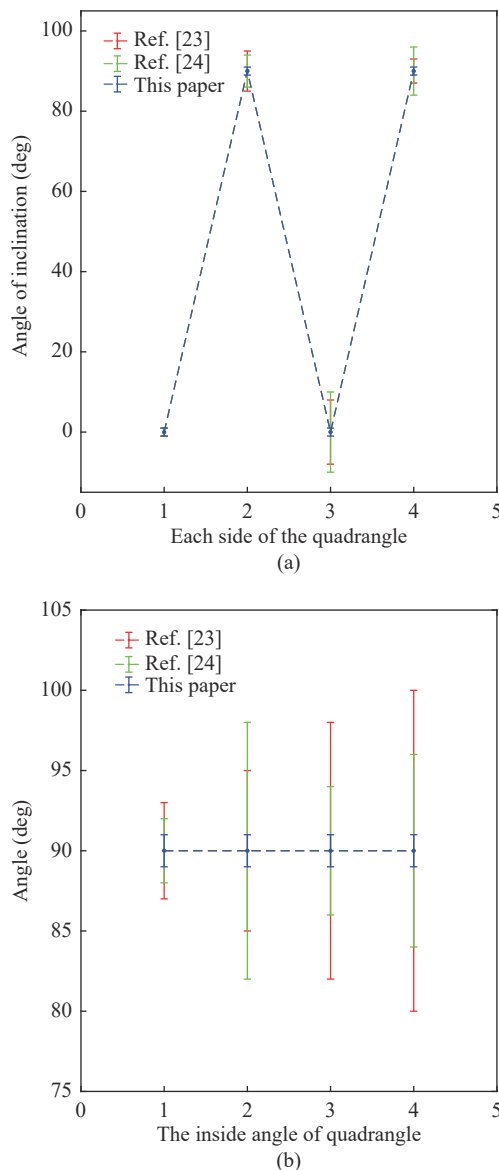 100
80
60
40
20
0
Angle of inclination (deg)
Ref. [23]
Ref. [24]
This paper
0 1 2 3 4 5
Each side of the quadrangle
(a)
105
100
95
90
85
80
75
Angle (deg)
Ref. [23]
Ref. [24]
This paper
0 1 2 3 4 5
The inside angle of quadrangle
(b)